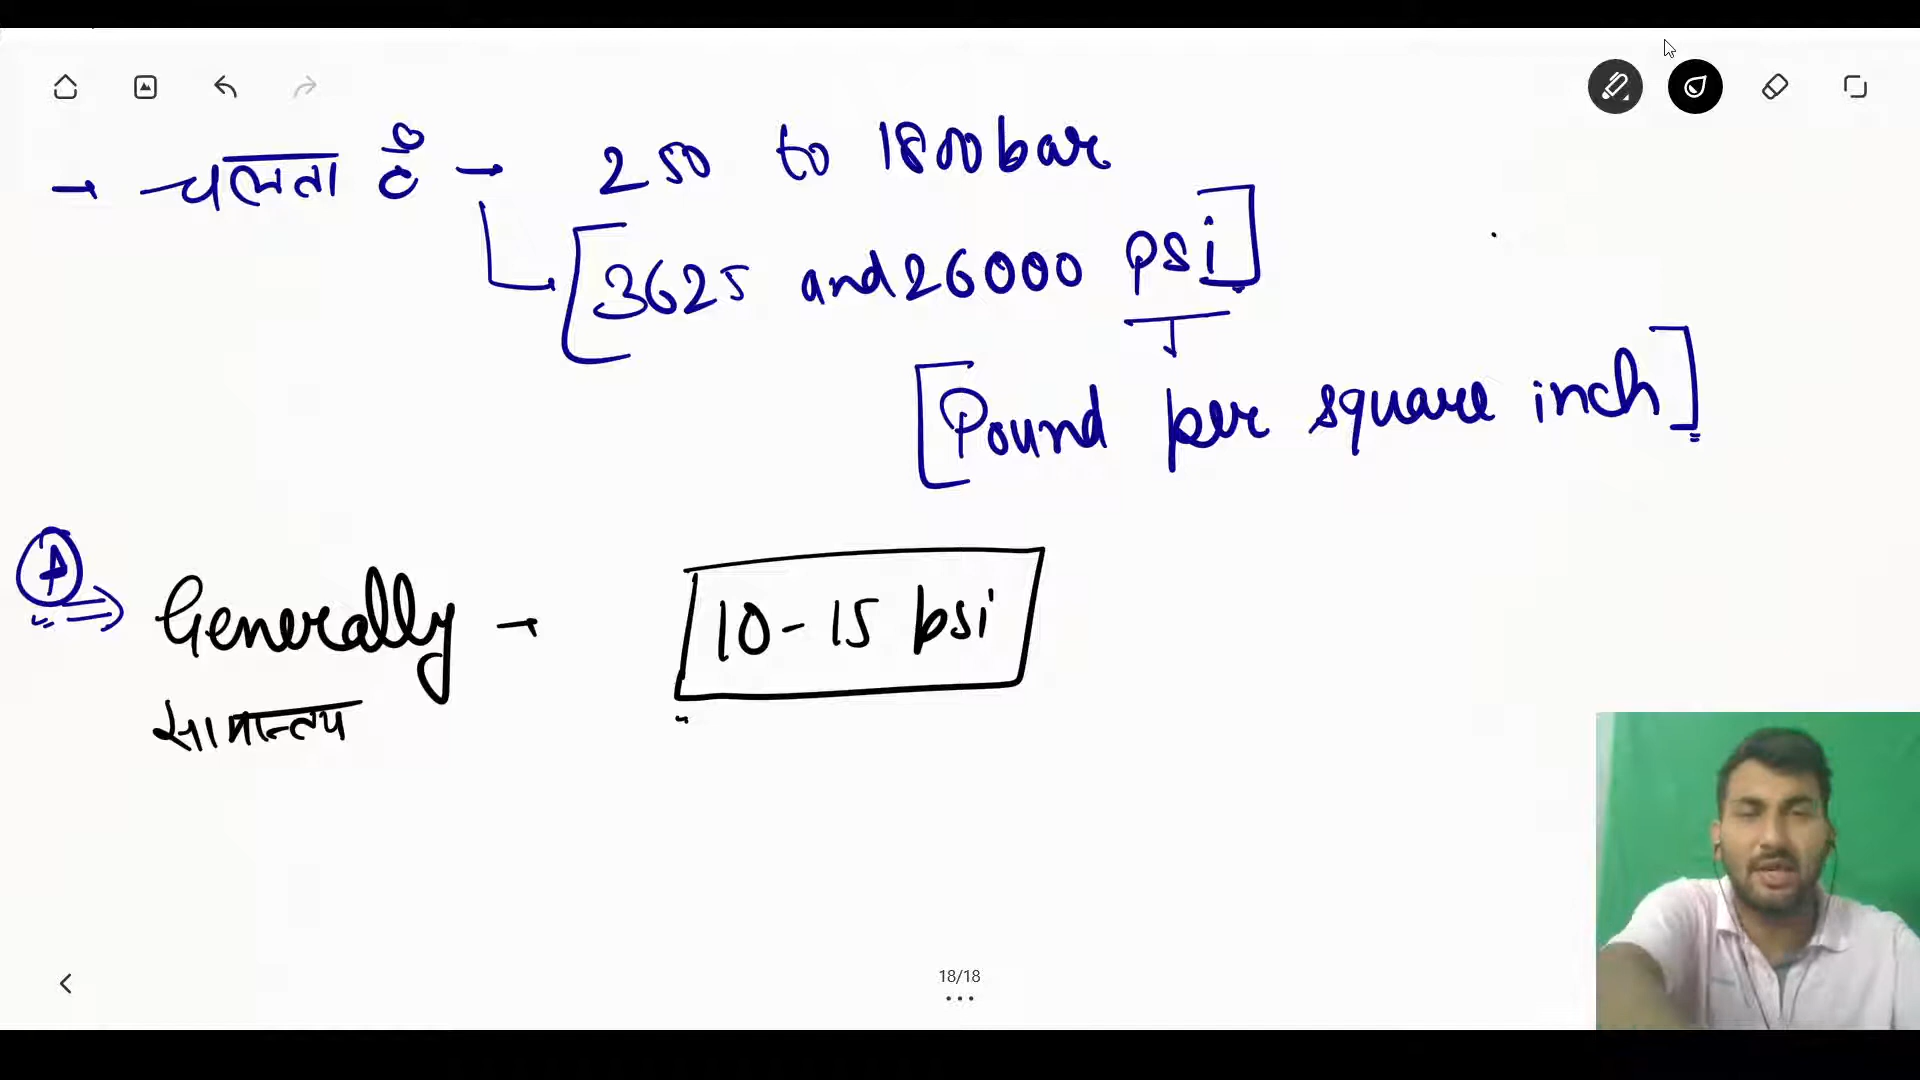 → चलता है → 250 to 1800 bar
[3625 and 26000 psi]
[Pound per square inch]
A ⇒ Generally → 10-15 psi
सामान्तय
18/18